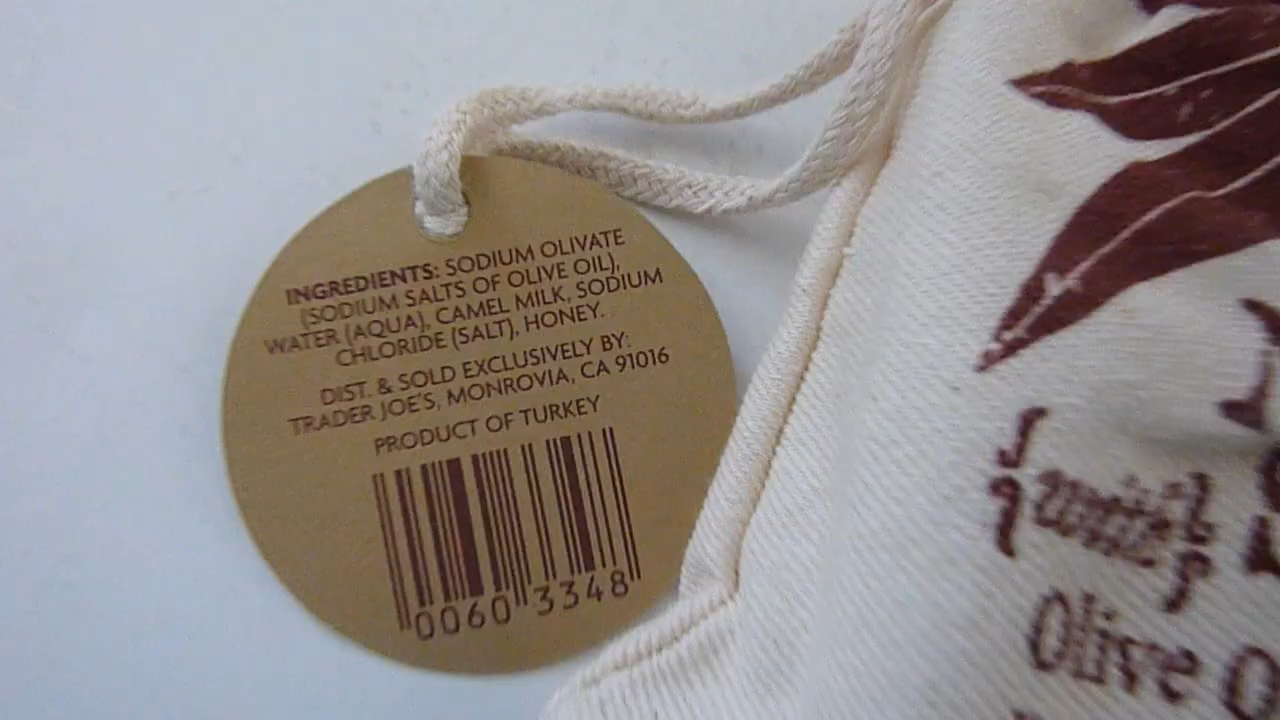 INGREDIENTS: SODIUM OLIVATE
(SODIUM SALTS OF OLIVE OIL),
WATER (AQUA), CAMEL MILK, SODIUM
CHLORIDE (SALT), HONEY.
DIST. & SOLD EXCLUSIVELY BY:
TRADER JOE'S, MONROVIA, CA 91016
PRODUCT OF TURKEY
0060 3348
with
Olive